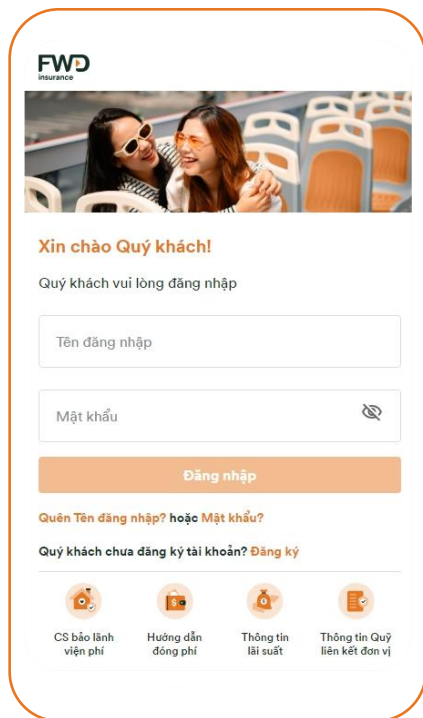 FWD
insurance
Xin chào Quý khách!
Quý khách vui lòng đăng nhập
Tên đăng nhập
Mật khẩu
Đăng nhập
Quên Tên đăng nhập? hoặc Mật khẩu?
Quý khách chưa đăng ký tài khoản? Đăng ký
CS bảo lãnh
viện phí
Hướng dẫn
đóng phí
Thông tin
lãi suất
Thông tin Quỹ
liên kết đơn vị